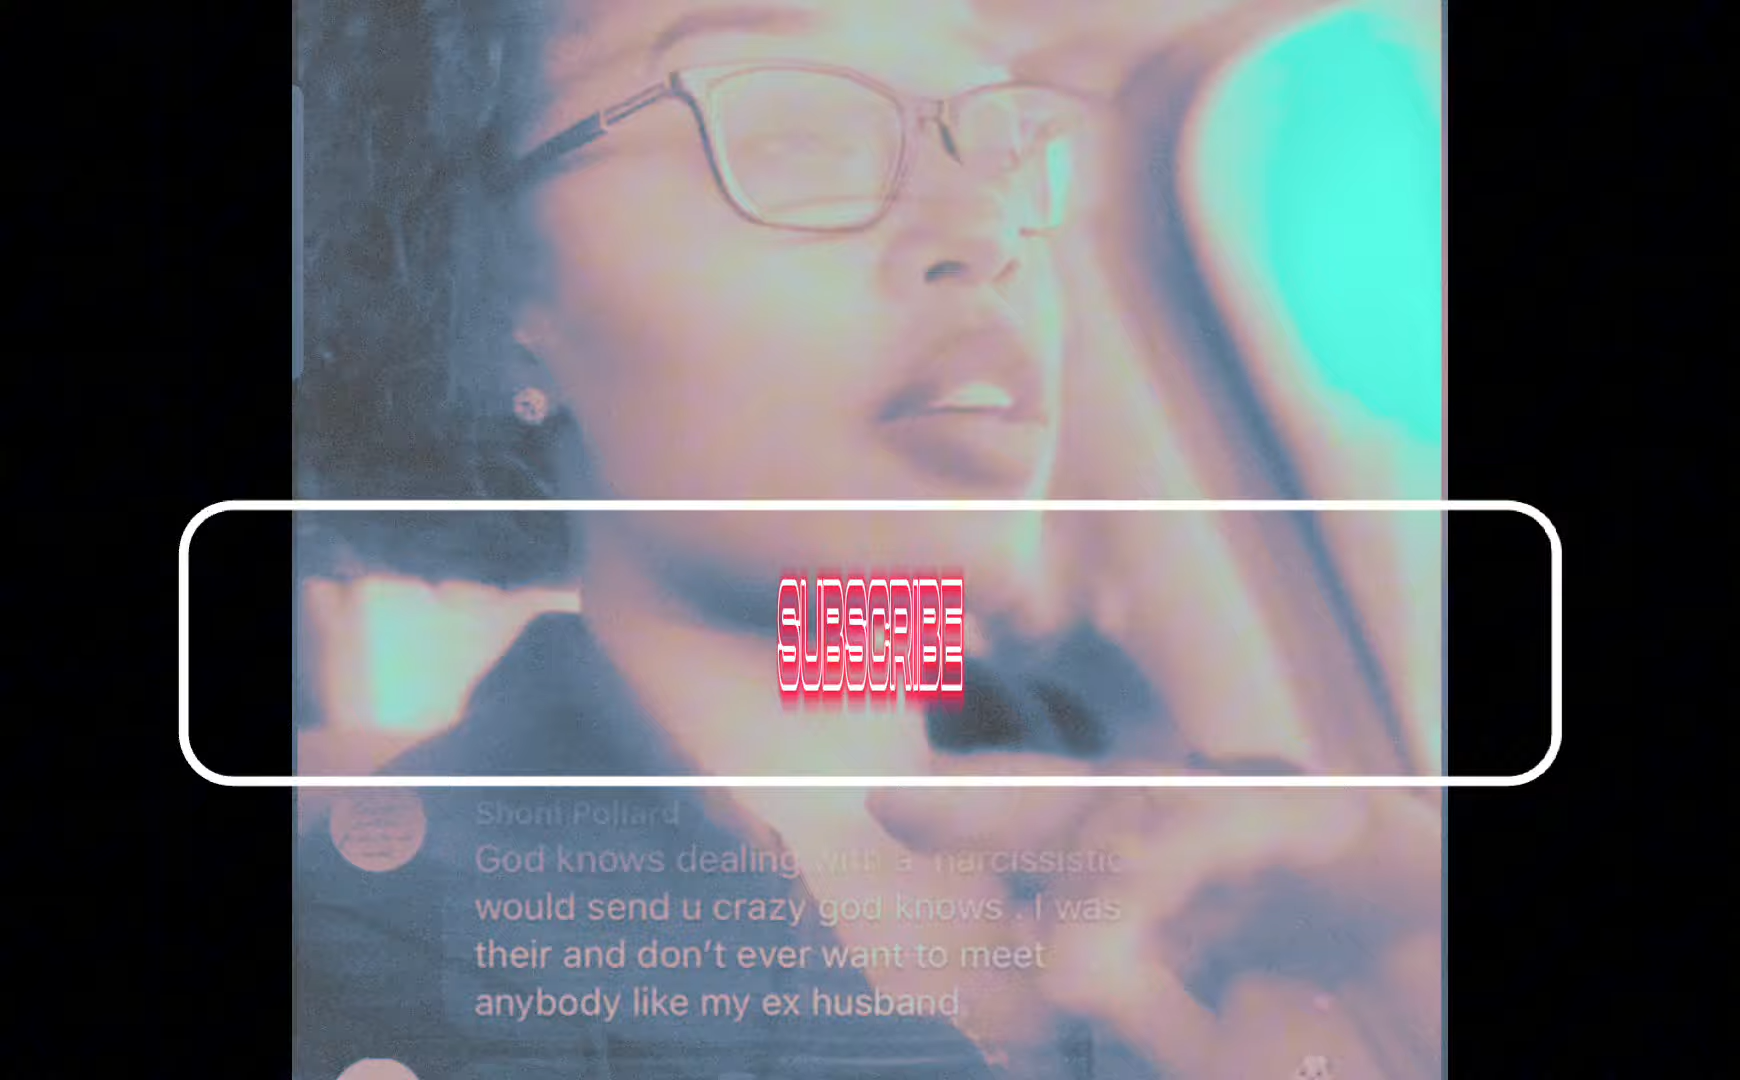 SUBSCRIBE
Shont Pollard
God knows dealing with a narcissistic
would send u crazy god knows . I was
their and don't ever want to meet
anybody like my ex husband.